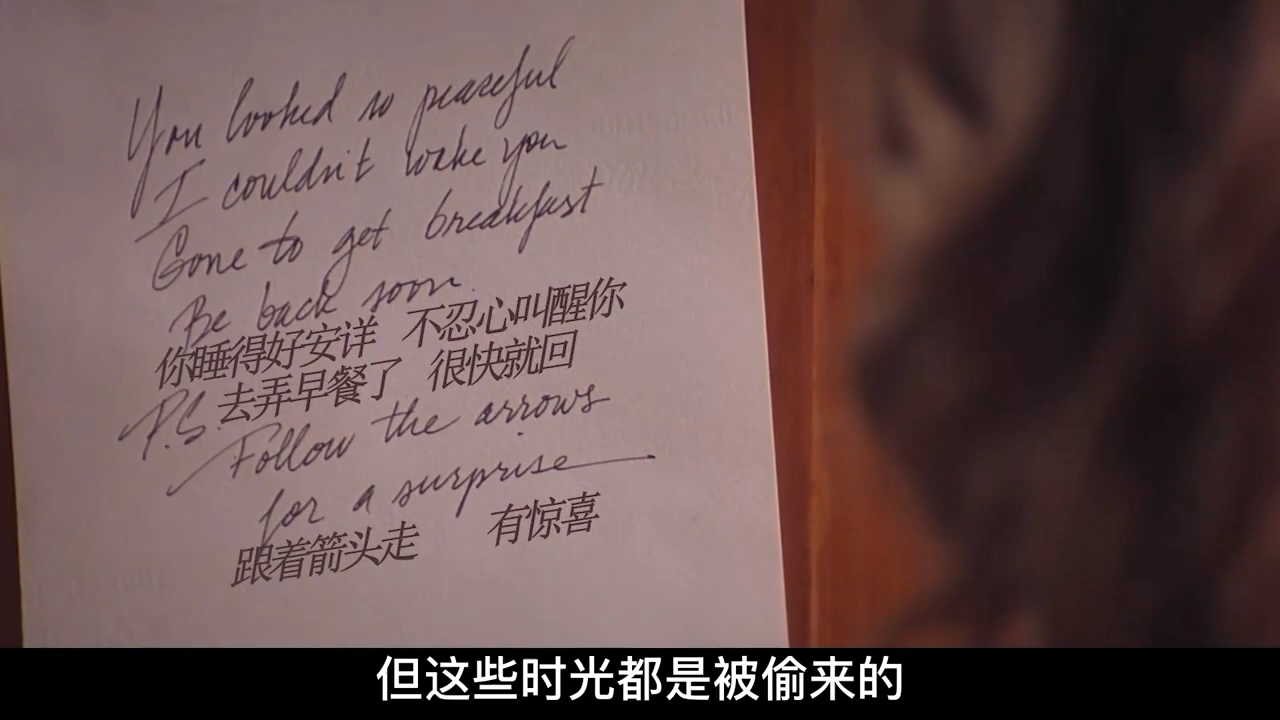 You looked so peaceful
I couldn't wake you
Gone to get breakfast
Be back soon
你睡得好安详 不忍心叫醒你
去弄早餐了 很快就回
P.S. Follow the arrows
for a surprise
跟着箭头走 有惊喜
但这些时光都是被偷来的